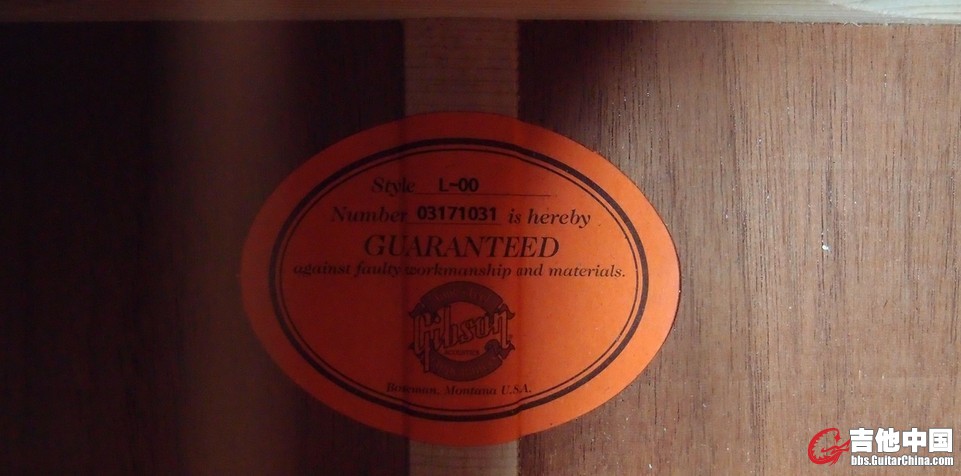 Style L-00
Number 03171031 is hereby
GUARANTEED
against faulty workmanship and materials.
Gibson
Bozeman, Montana U.S.A.
吉他中国
bbs.GuitarChina.com